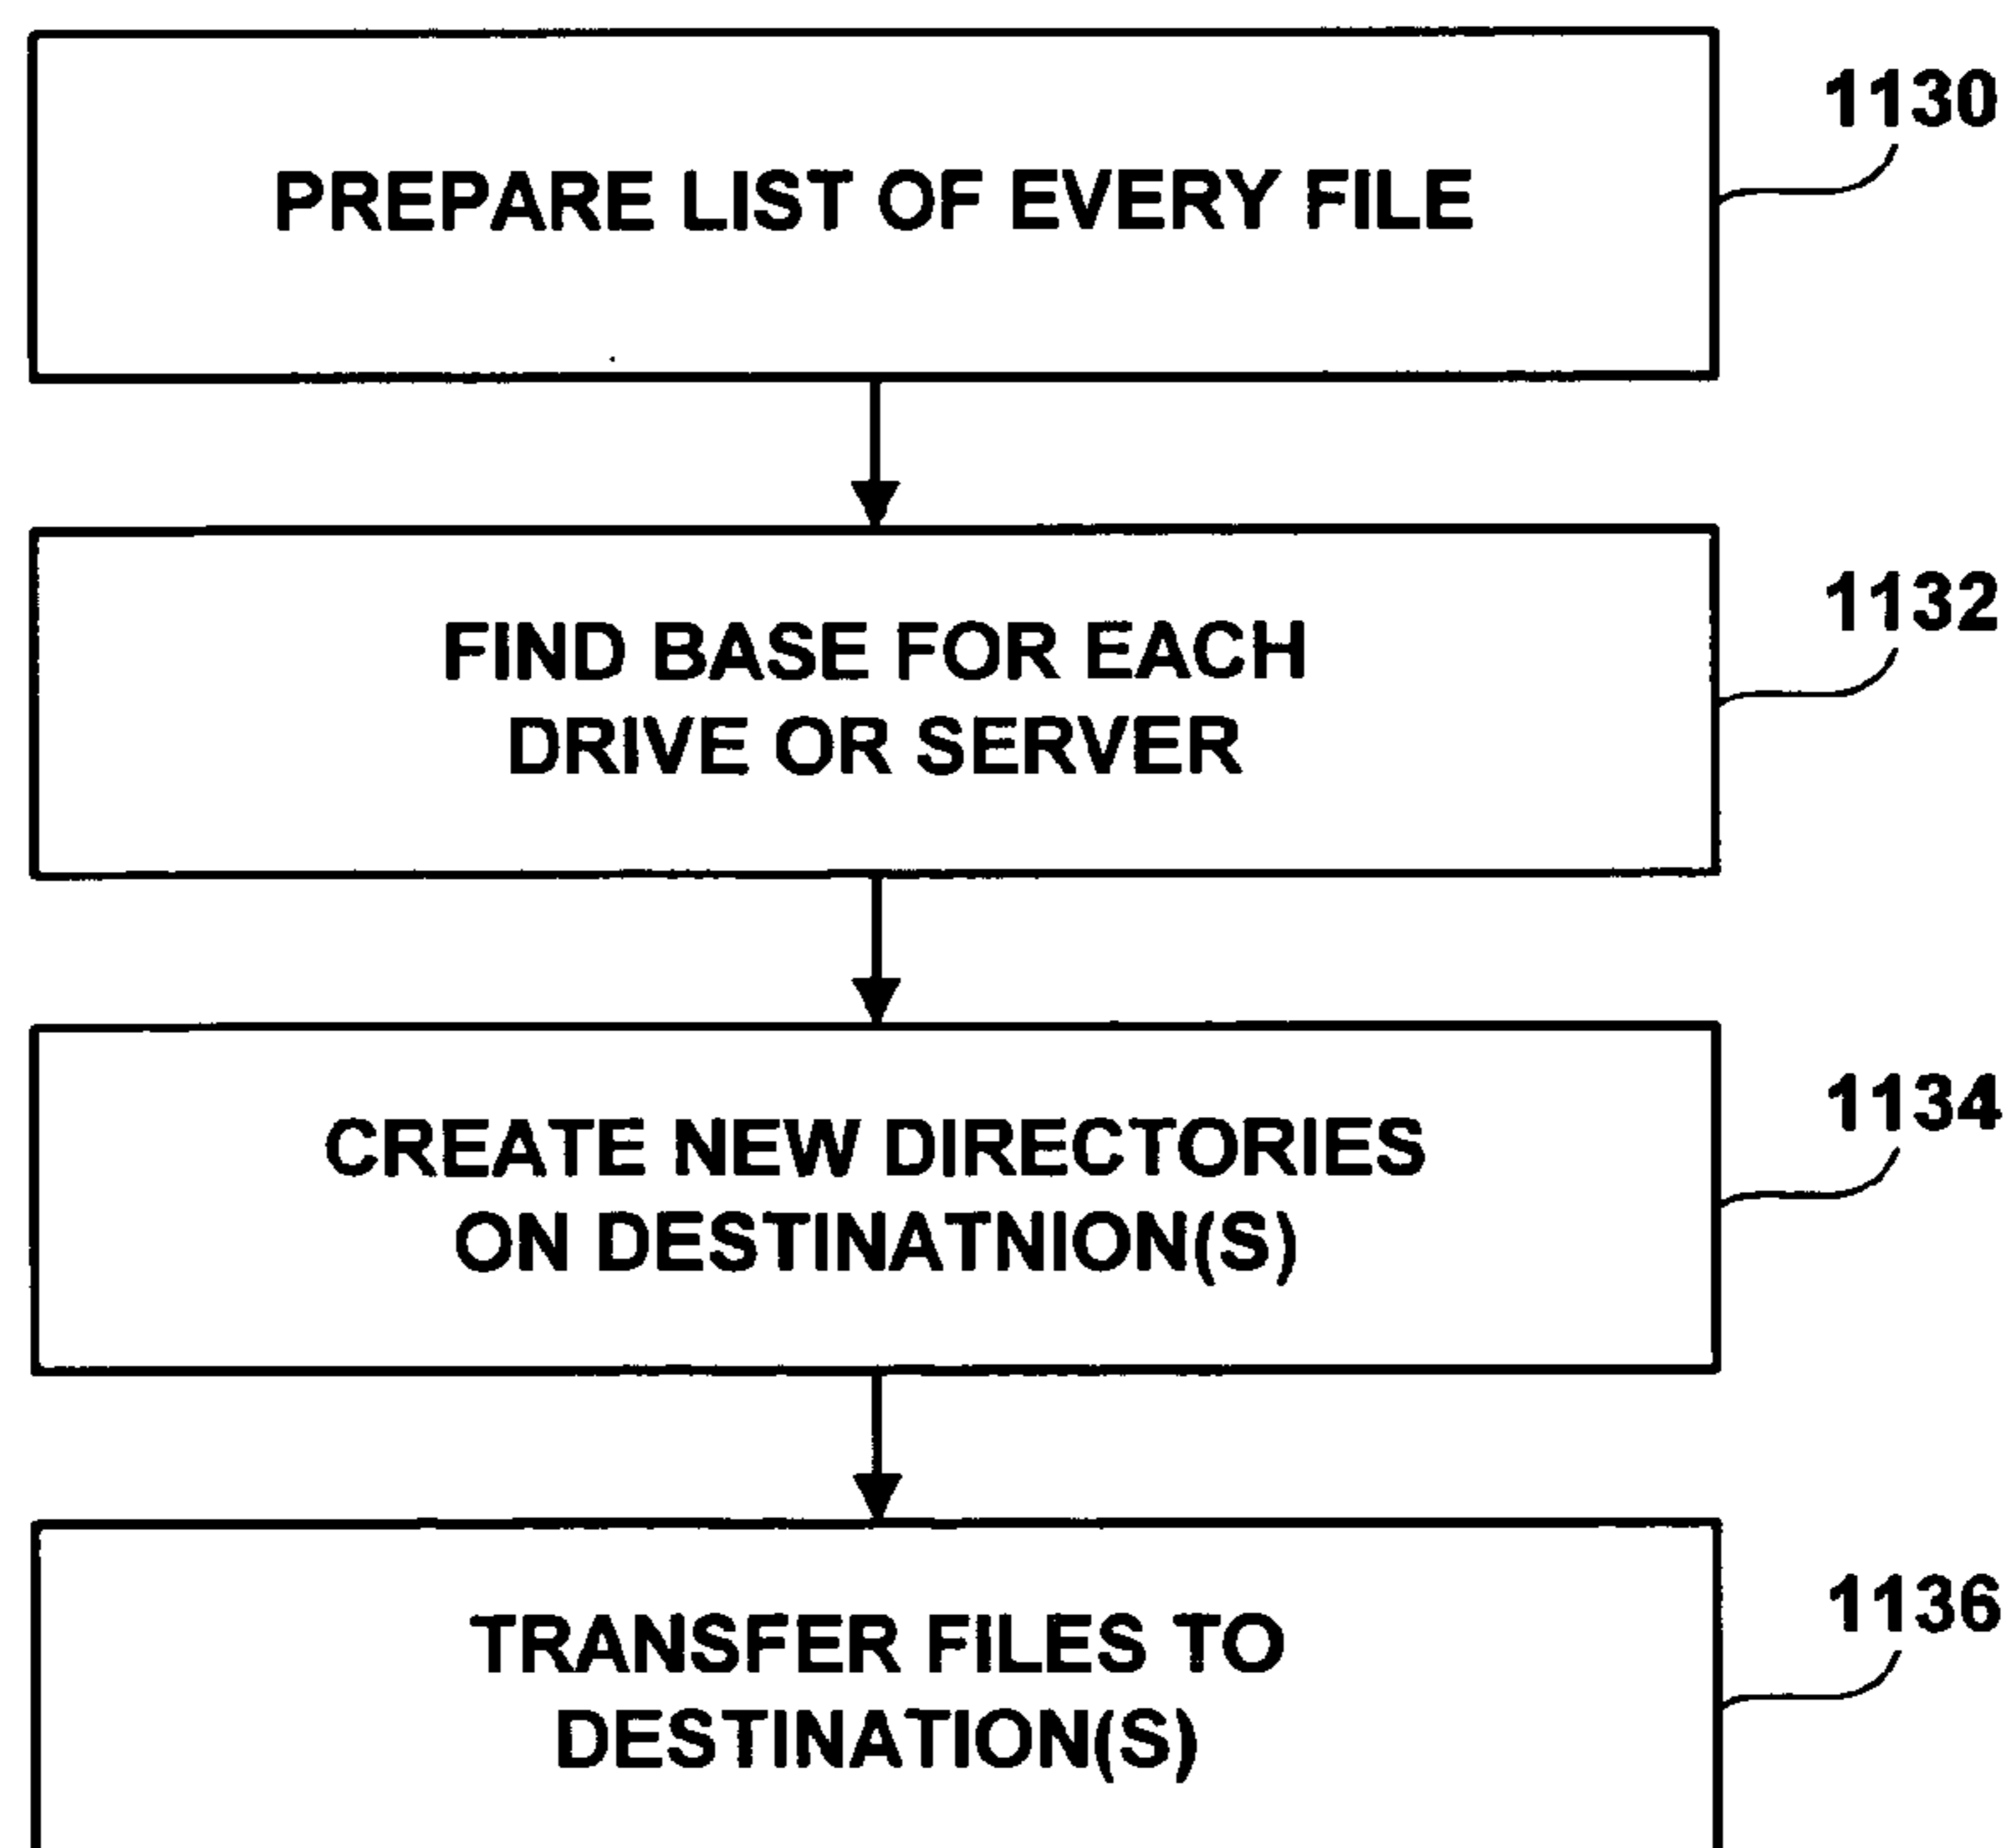 PREPARE LIST OF EVERY FILE
1130
FIND BASE FOR EACH
DRIVE OR SERVER
1132
CREATE NEW DIRECTORIES
ON DESTINATNION(S)
1134
TRANSFER FILES TO
DESTINATION(S)
1136